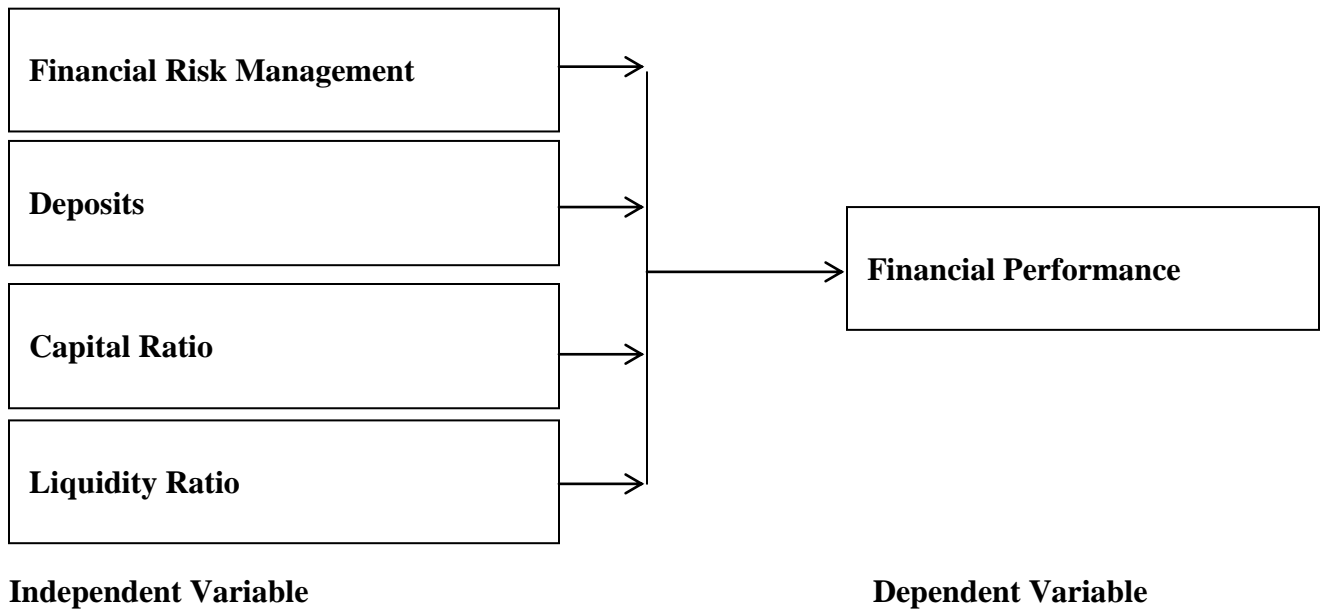 Financial Risk Management
Deposits
Capital Ratio
Liquidity Ratio
Financial Performance
Independent Variable
Dependent Variable